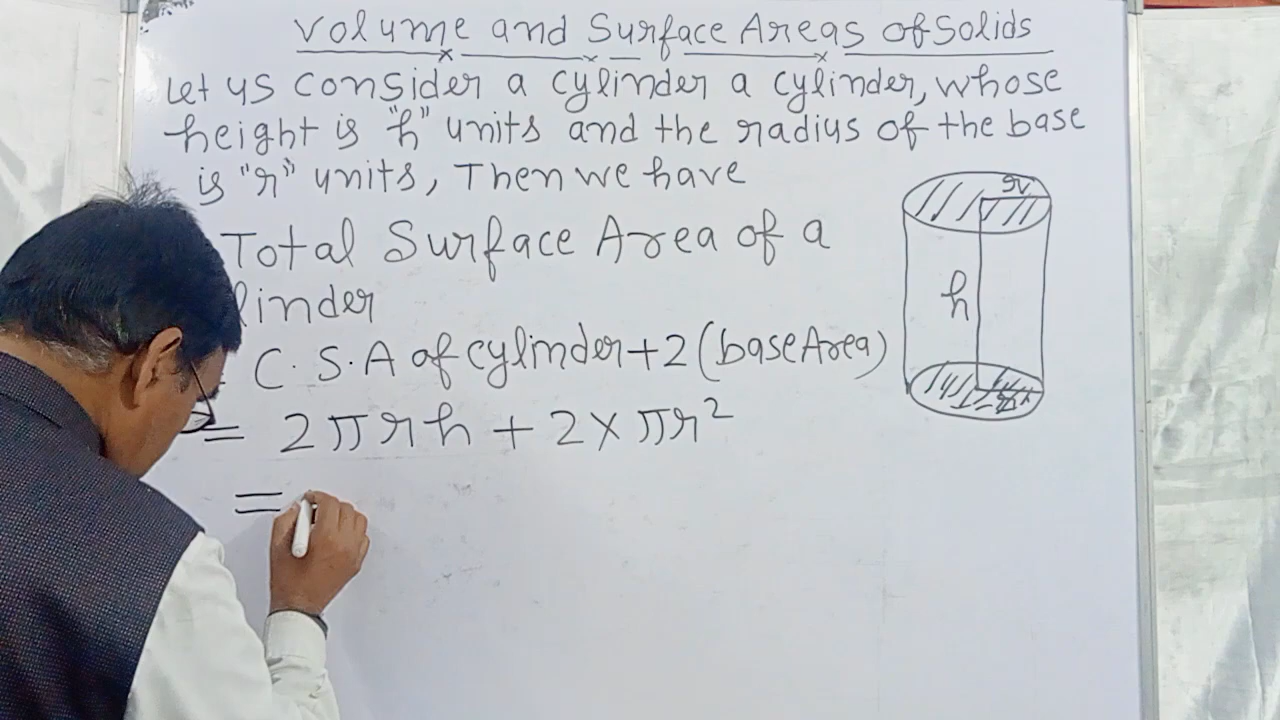 Volume and Surface Areas of Solids
Let us consider a cylinder a cylinder, whose
height is "h" units and the radius of the base
is "r" units, Then we have
Total Surface Area of a
linder
C.S.A of cylinder+2(base Area)
= 2πrh + 2×πr²
=
r
h